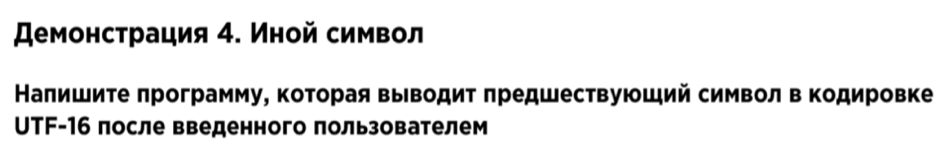 Демонстрация 4. Иной символ
Напишите программу, которая выводит предшествующий символ в кодировке
UTF-16 после введенного пользователем